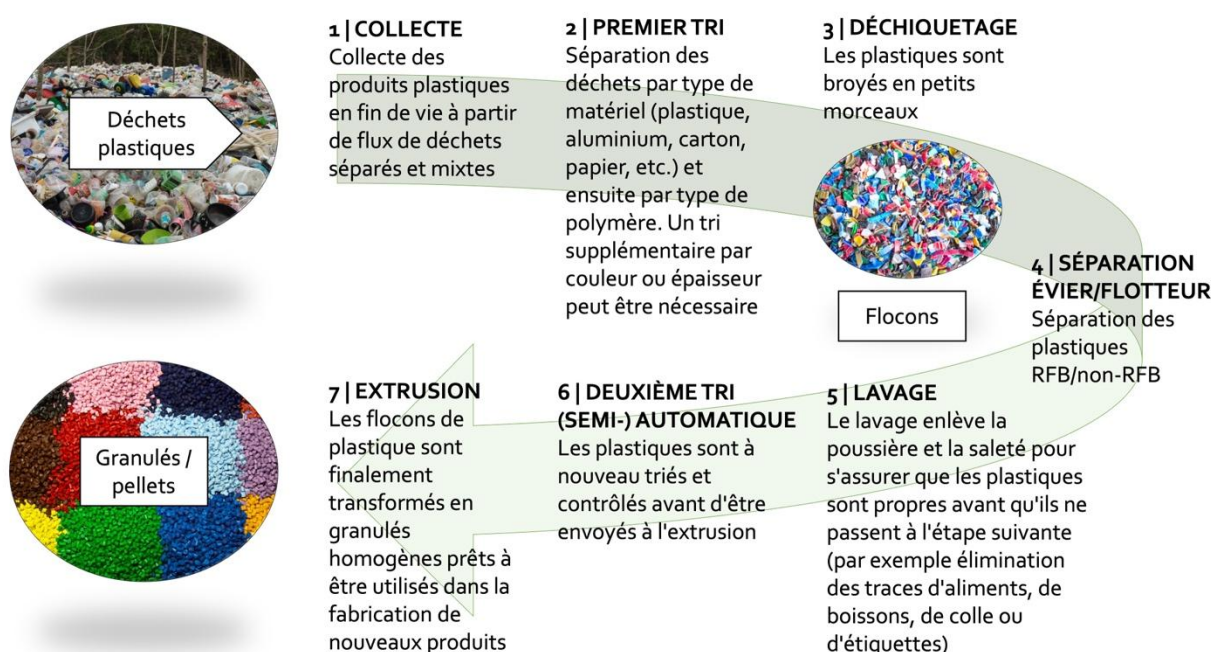 Déchets
plastiques
1 | COLLECTE
Collecte des
produits plastiques
en fin de vie à partir
de flux de déchets
séparés et mixtes
2 | PREMIER TRI
Séparation des
déchets par type de
matériel (plastique,
aluminium, carton,
papier, etc.) et
ensuite par type de
polymère. Un tri
supplémentaire par
couleur ou épaisseur
peut être nécessaire
3 | DÉCHIQUETAGE
Les plastiques sont
broyés en petits
morceaux
Flocons
4 | SÉPARATION
ÉVIER/FLOTTEUR
Séparation des
plastiques
RFB/non-RFB
5 | LAVAGE
Le lavage enlève la
poussière et la saleté pour
s'assurer que les plastiques
sont propres avant qu'ils ne
passent à l'étape suivante
(par exemple élimination
des traces d'aliments, de
boissons, de colle ou
d'étiquettes)
6 | DEUXIÈME TRI
(SEMI-) AUTOMATIQUE
Les plastiques sont à
nouveau triés et
contrôlés avant d'être
envoyés à l'extrusion
7 | EXTRUSION
Les flocons de
plastique sont
finalement
transformés en
granulés
homogènes prêts à
être utilisés dans la
fabrication de
nouveaux produits
Granulés /
pellets